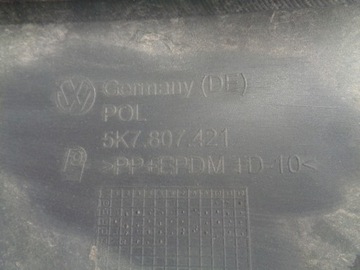 Germany (DE)
POL
5K7.807.421
>PP+EPDM-TD-10<